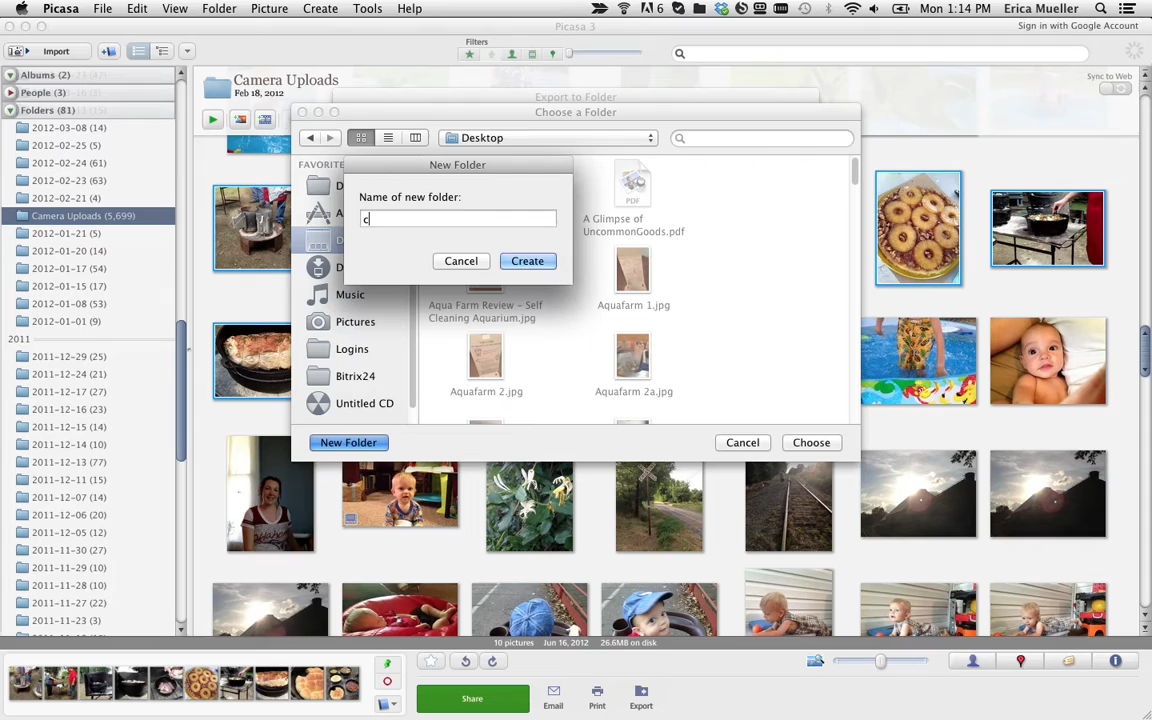 Picasa File Edit View Folder Picture Create Tools Help 6 Mon 1:14 PM Erica Mueller
Picasa 3
Sign in with Google Account
Import
Filters
Albums (2)
People (3)
Folders (81)
2012-03-08 (14)
2012-02-25 (5)
2012-02-24 (61)
2012-02-23 (63)
2012-02-21 (4)
Camera Uploads (5,699)
2012-01-21 (5)
2012-01-20 (14)
2012-01-17 (54)
2012-01-15 (17)
2012-01-08 (53)
2012-01-01 (9)
2011
2011-12-29 (25)
2011-12-24 (21)
2011-12-17 (27)
2011-12-16 (23)
2011-12-15 (14)
2011-12-14 (10)
2011-12-13 (77)
2011-12-07 (14)
2011-12-06 (20)
2011-12-05 (12)
2011-11-30 (27)
2011-11-29 (10)
2011-11-28 (10)
2011-11-27 (22)
2011-11-23 (3)
Camera Uploads
Feb 18, 2012
Sync to Web
Export to Folder
Choose a Folder
Desktop
FAVORITE
New Folder
Name of new folder:
c
Cancel
Create
Music
Pictures
Logins
Bitrix24
Untitled CD
PDF
A Glimpse of
UncommonGoods.pdf
Aqua Farm Review - Self
Cleaning Aquarium.jpg
Aquafarm 1.jpg
Aquafarm 2.jpg
Aquafarm 2a.jpg
New Folder
Cancel
Choose
10 pictures Jun 16, 2012 26.6MB on disk
Share
Email
Print
Export